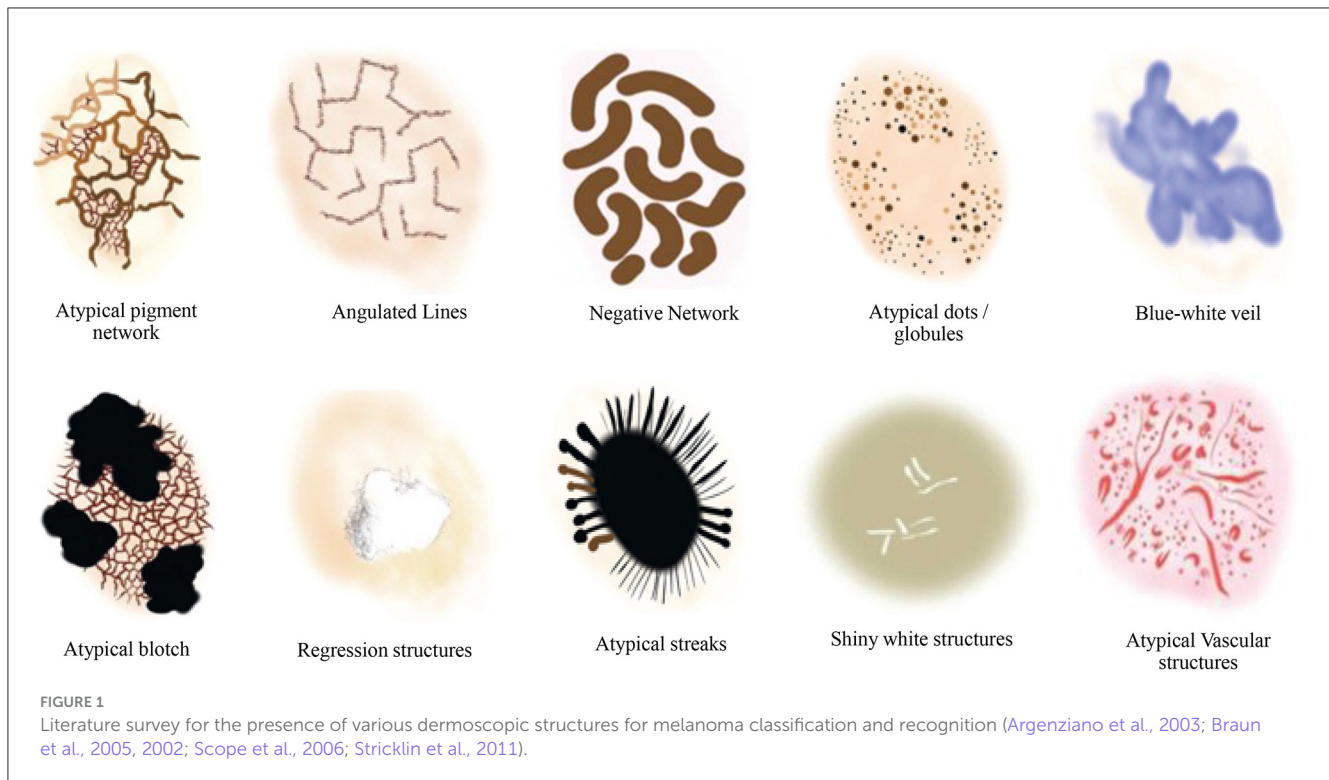 Atypical pigment
network
Angulated Lines
Negative Network
Atypical dots /
globules
Blue-white veil
Atypical blotch
Regression structures
Atypical streaks
Shiny white structures
Atypical Vascular
structures
FIGURE 1
Literature survey for the presence of various dermoscopic structures for melanoma classification and recognition (Argenziano et al., 2003; Braun
et al., 2005, 2002; Scope et al., 2006; Stricklin et al., 2011).